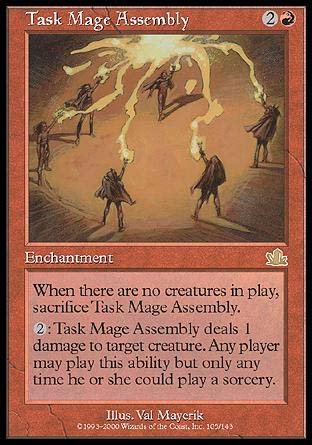 Task Mage Assembly 2
Enchantment
When there are no creatures in play,
sacrifice Task Mage Assembly.
2: Task Mage Assembly deals 1
damage to target creature. Any player
may play this ability but only any
time he or she could play a sorcery.
Illus. Val Mayerik
©1993–2000 Wizards of the Coast, Inc. 105/143